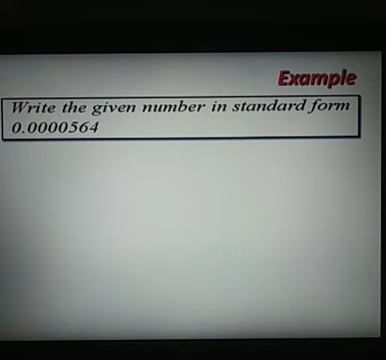 Example
Write the given number in standard form
0.0000564